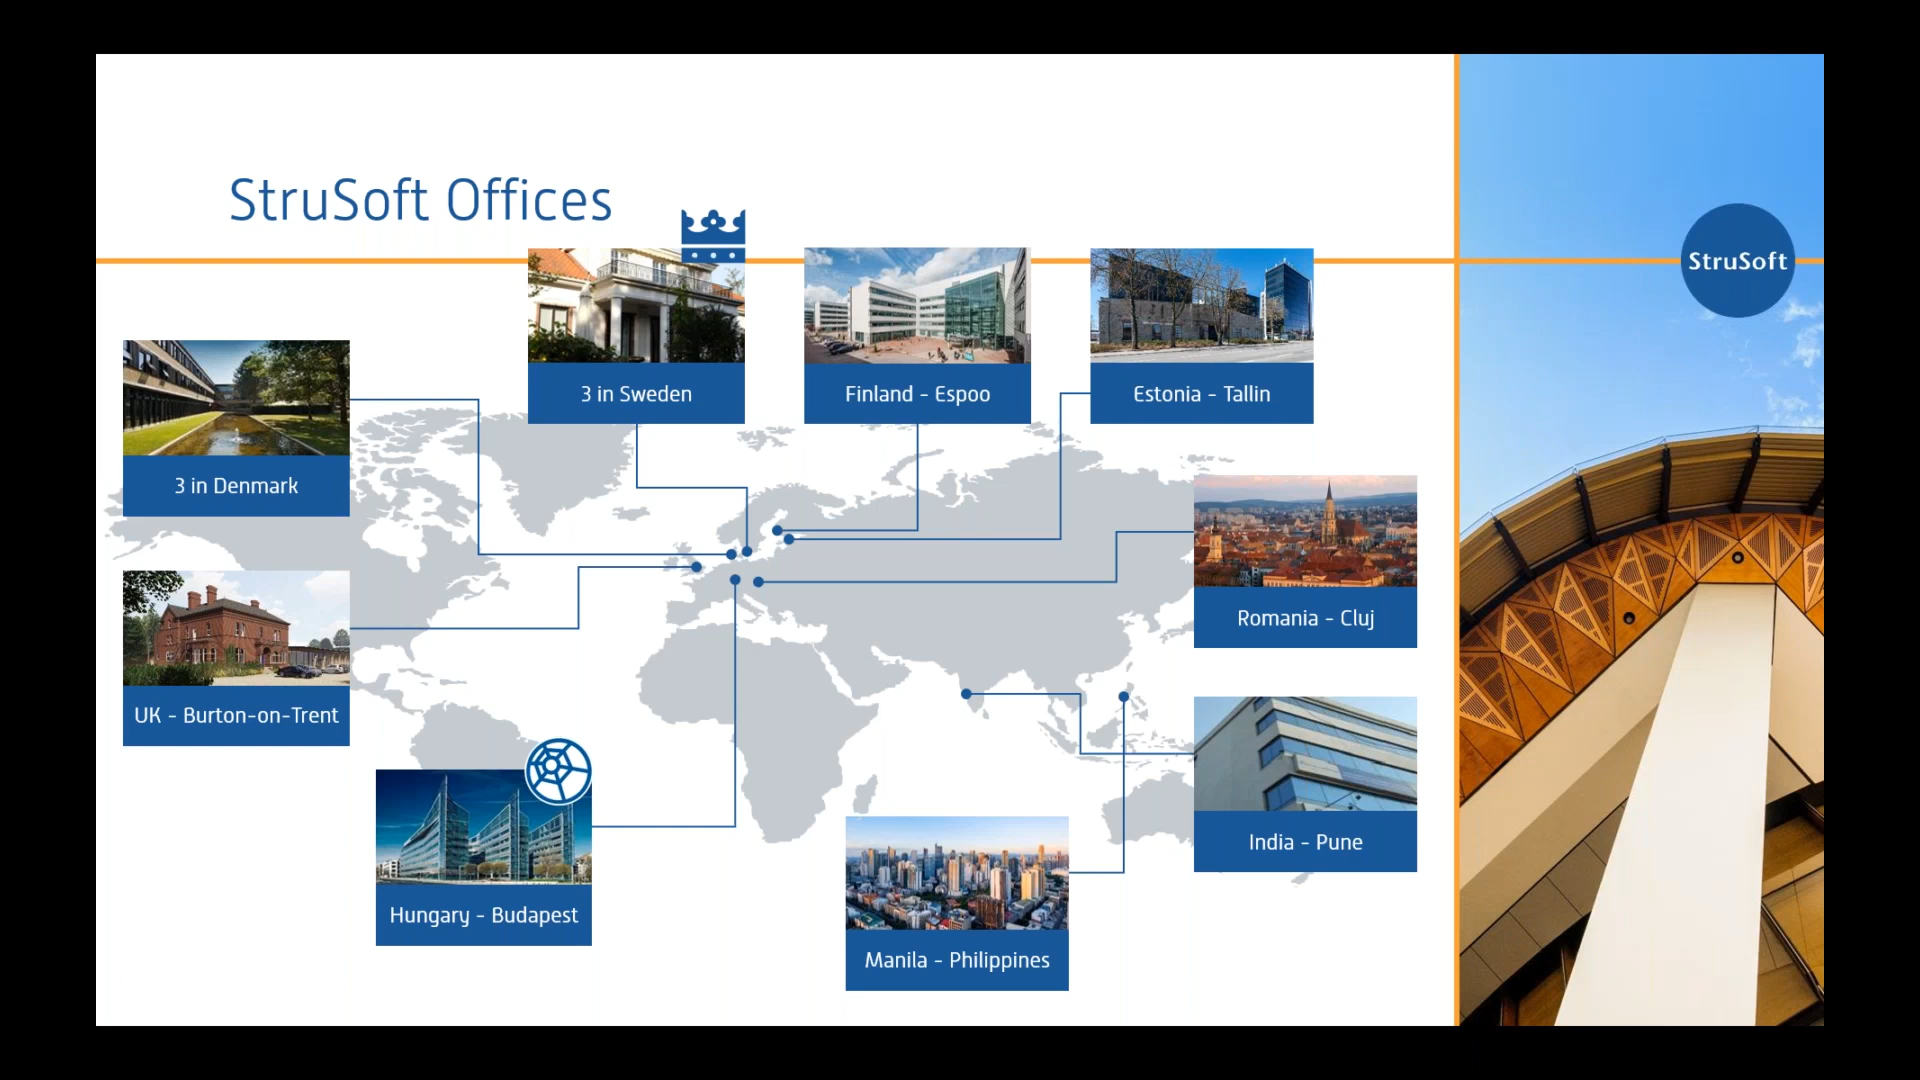 StruSoft Offices
StruSoft
3 in Sweden
Finland - Espoo
Estonia - Tallin
3 in Denmark
Romania - Cluj
UK - Burton-on-Trent
India - Pune
Hungary - Budapest
Manila - Philippines